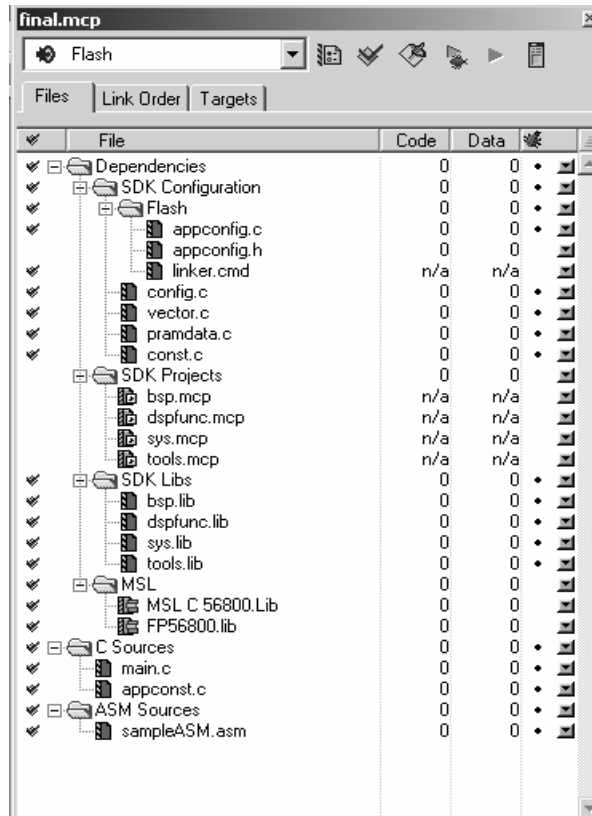 final.mcp
Flash
Files Link Order Targets
File Code Data
Dependencies 0 0
SDK Configuration 0 0
Flash 0 0
appconfig.c 0 0
appconfig.h 0 0
linker.cmd n/a n/a
config.c 0 0
vector.c 0 0
pramdata.c 0 0
const.c 0 0
SDK Projects 0 0
bsp.mcp n/a n/a
dspfunc.mcp n/a n/a
sys.mcp n/a n/a
tools.mcp n/a n/a
SDK Libs 0 0
bsp.lib 0 0
dspfunc.lib 0 0
sys.lib 0 0
tools.lib 0 0
MSL 0 0
MSL C 56800.Lib 0 0
FP56800.lib 0 0
C Sources 0 0
main.c 0 0
appconst.c 0 0
ASM Sources 0 0
sampleASM.asm 0 0